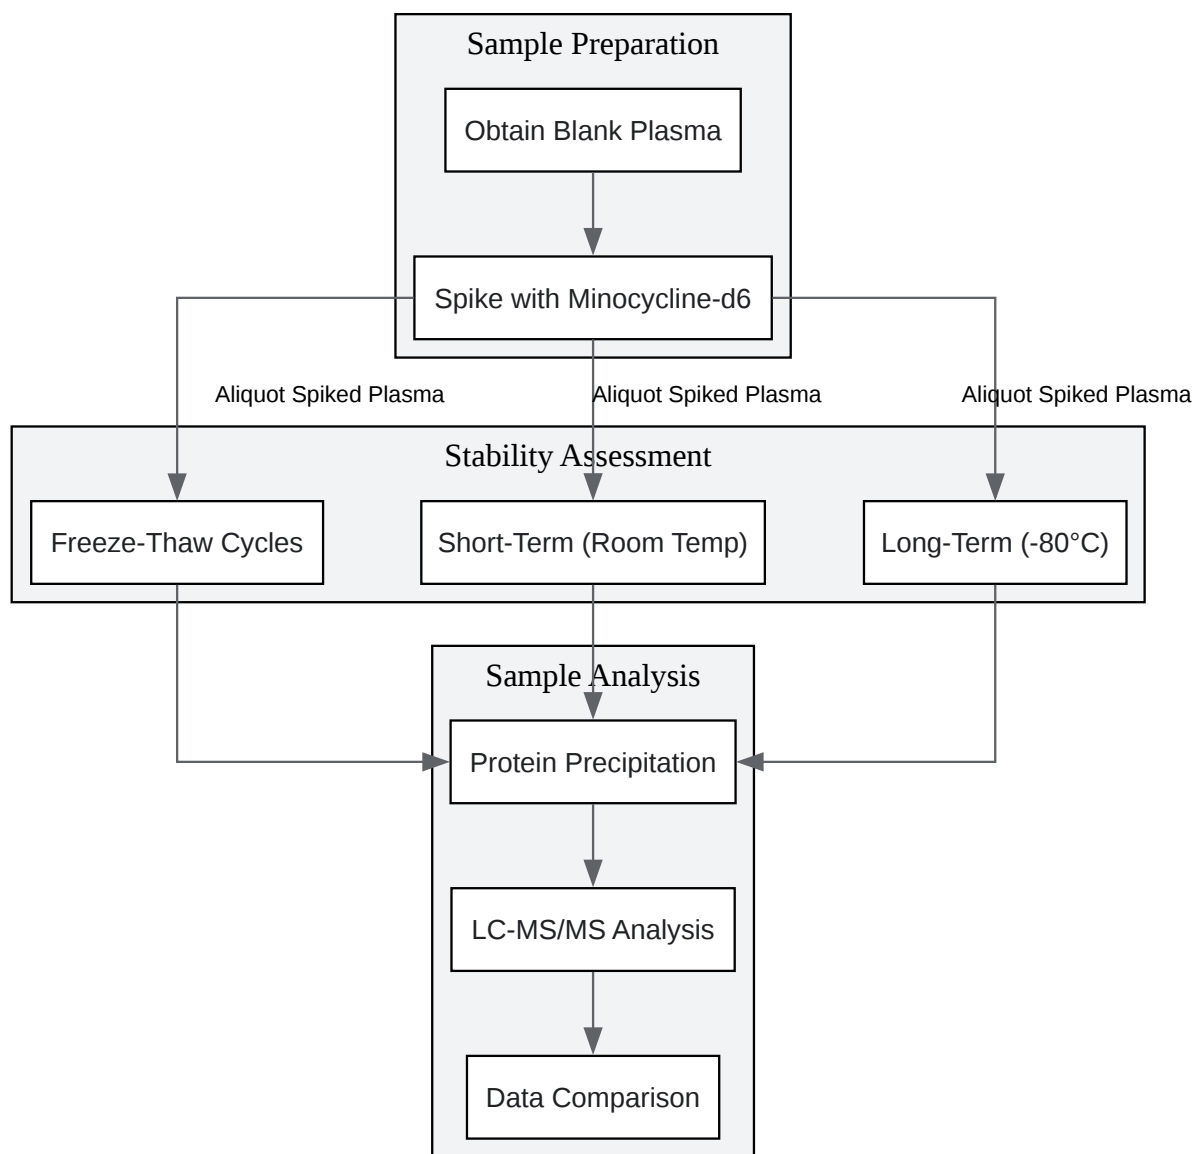 Sample Preparation
Obtain Blank Plasma
Spike with Minocycline-d6
Aliquot Spiked Plasma
Aliquot Spiked Plasma
Aliquot Spiked Plasma
Stability Assessment
Freeze-Thaw Cycles
Short-Term (Room Temp)
Long-Term (-80°C)
Sample Analysis
Protein Precipitation
LC-MS/MS Analysis
Data Comparison